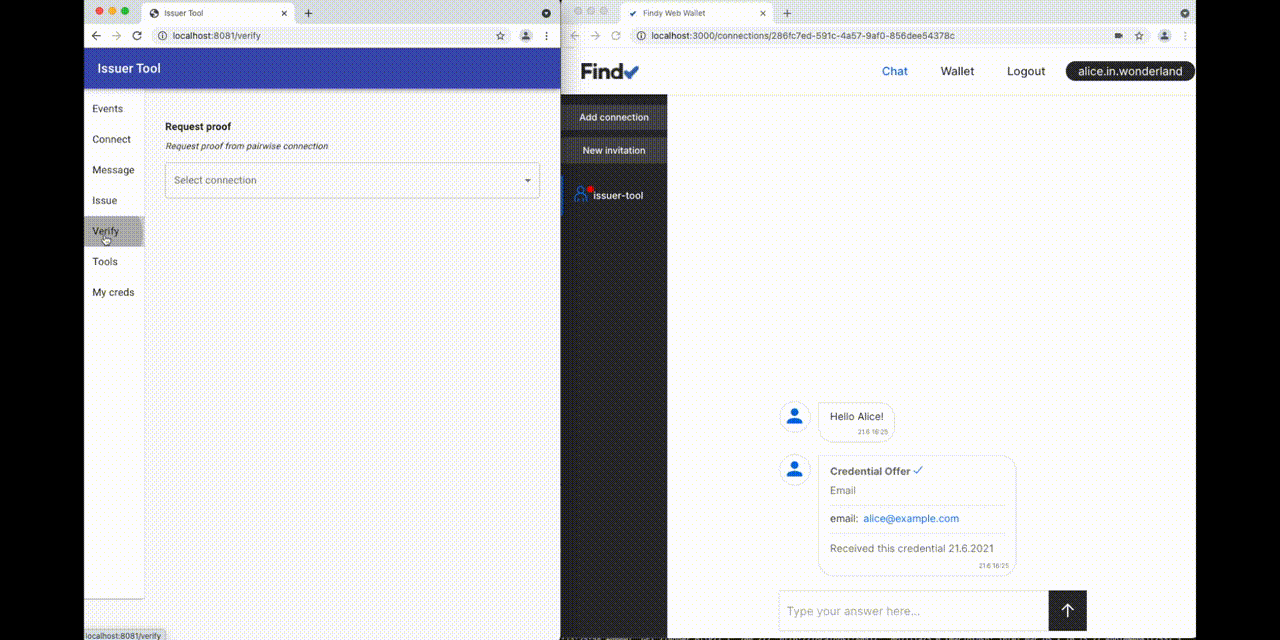 Issuer Tool
localhost:8081/verify
Issuer Tool
Events
Connect
Message
Issue
Verify
Tools
My creds
Request proof
Request proof from pairwise connection
Select connection
localhost:8081/verify
Findy Web Wallet
localhost:3000/connections/286fc7ed-591c-4a57-9af0-856dee54378c
Find
Chat
Wallet
Logout
alice.in.wonderland
Add connection
New invitation
issuer-tool
Hello Alice!
21.6 16:25
Credential Offer
Email
email: alice@example.com
Received this credential 21.6.2021
21.6 16:25
Type your answer here...